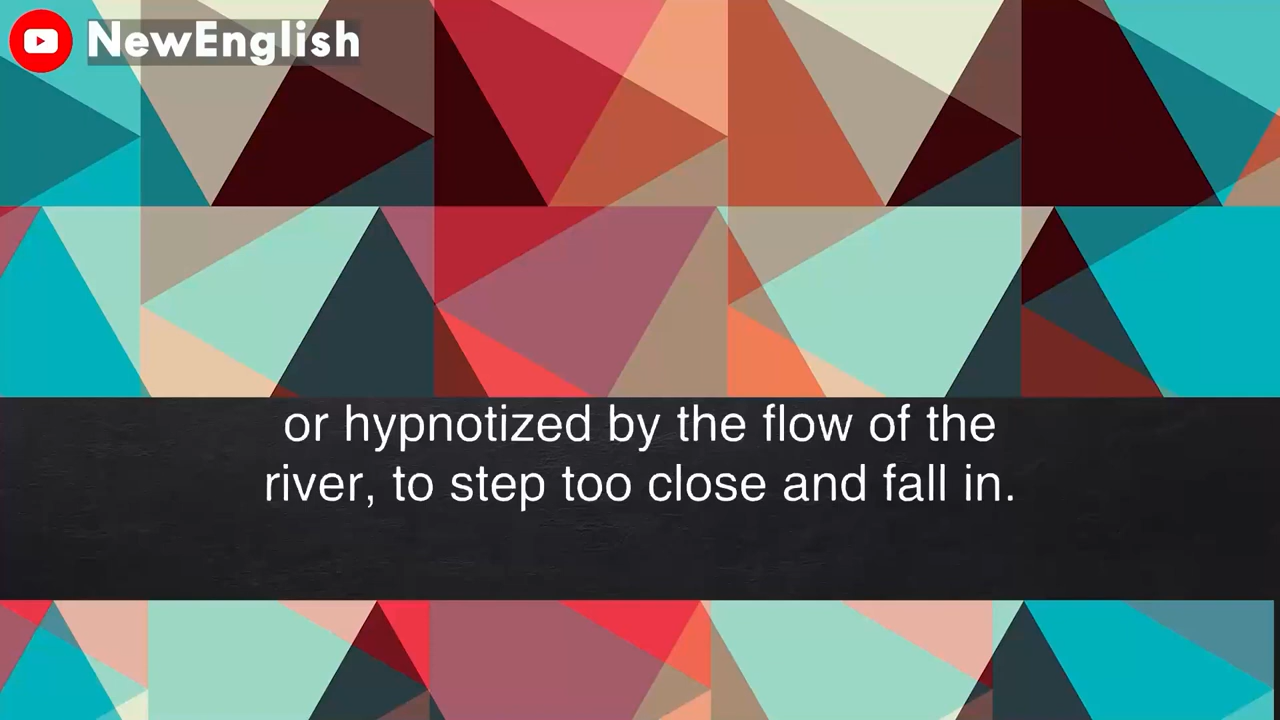 NewEnglish
or hypnotized by the flow of the
river, to step too close and fall in.